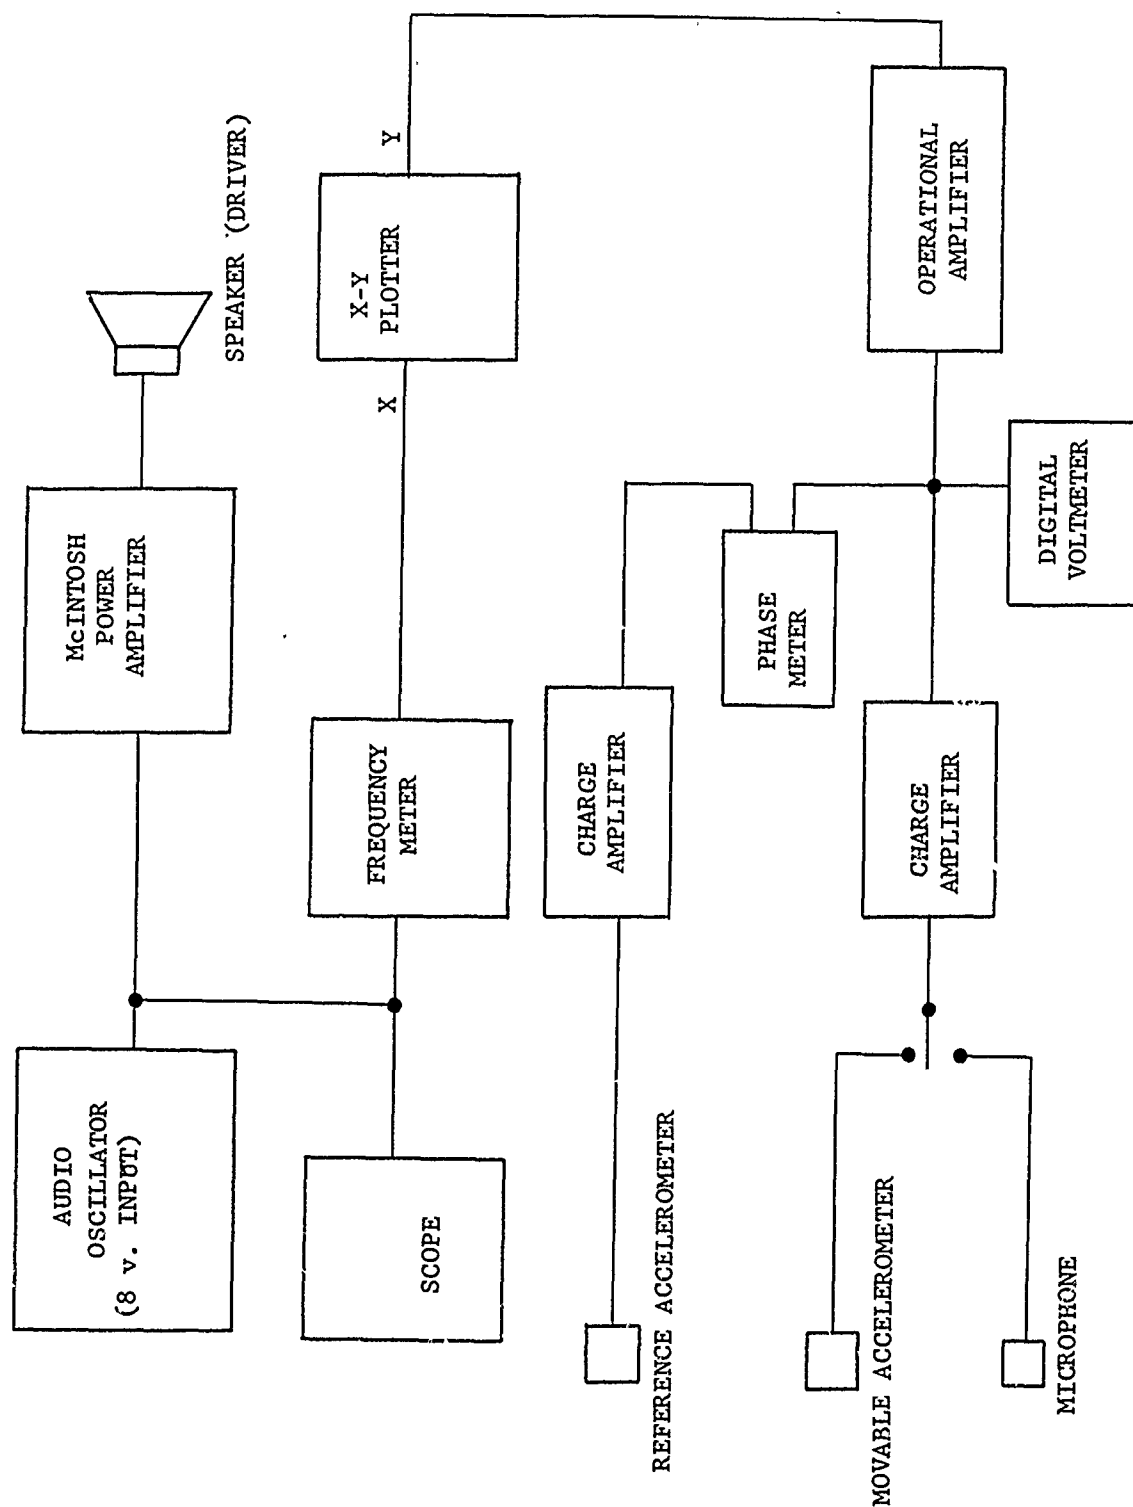 AUDIO
OSCILLATOR
(8 v. INPUT)
McINTOSH
POWER
AMPLIFIER
SPEAKER (DRIVER)
SCOPE
FREQUENCY
METER
X
X-Y
PLOTTER
Y
REFERENCE ACCELEROMETER
CHARGE
AMPLIFIER
PHASE
METER
MOVABLE ACCELEROMETER
CHARGE
AMPLIFIER
OPERATIONAL
AMPLIFIER
MICROPHONE
DIGITAL
VOLTMETER